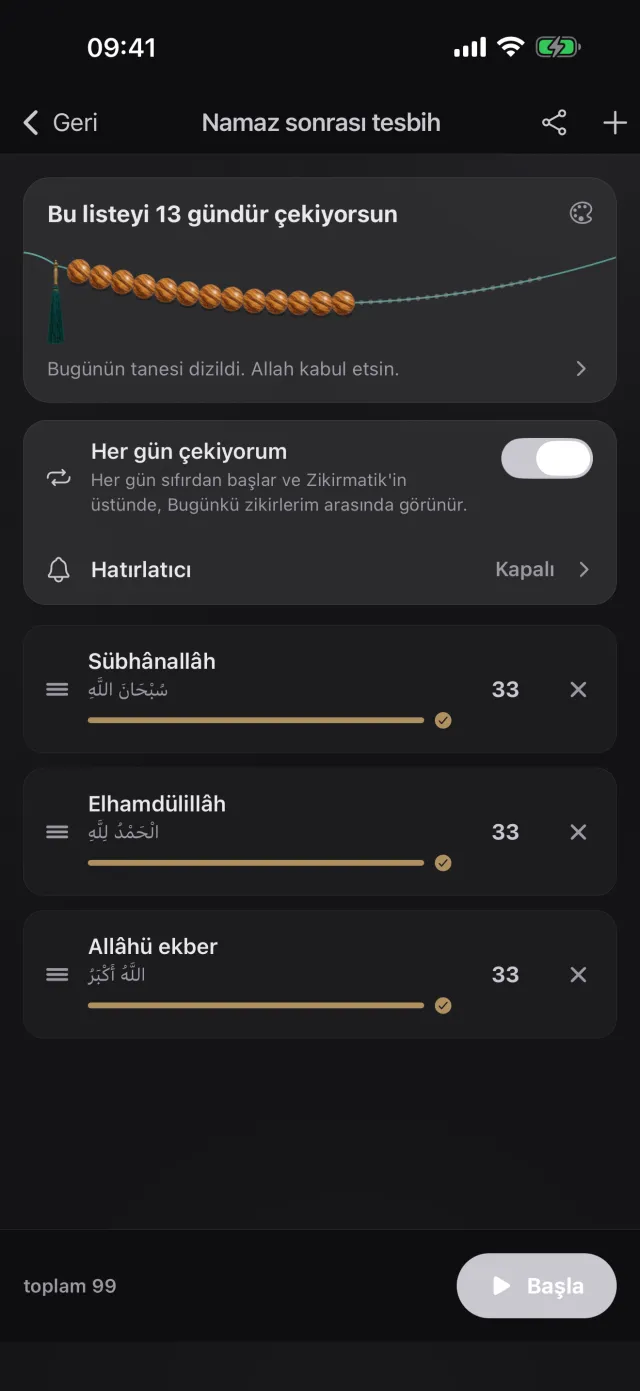 09:41
Geri
Namaz sonrası tesbih
Bu listeyi 13 gündür çekiyorsun
Bugünün tanesi dizildi. Allah kabul etsin.
Her gün çekiyorum
Her gün sıfırdan başlar ve Zikirmatik'in
üstünde, Bugünkü zikirlerim arasında görünür.
Hatırlatıcı
Kapalı
Sübhânallâh
سُبْحَانَ اللَّهِ
33
Elhamdülillâh
الْحَمْدُ لِلَّهِ
33
Allâhü ekber
اللَّهُ أَكْبَرُ
33
toplam 99
Başla